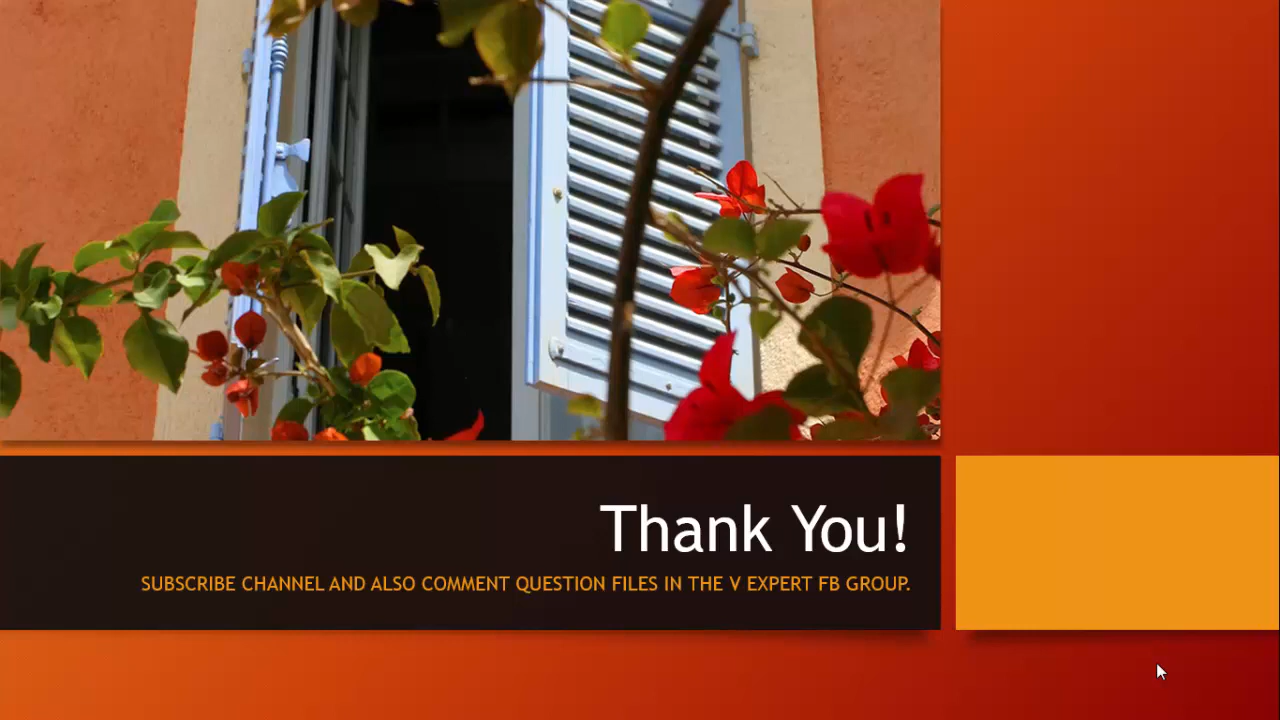 Thank You!
SUBSCRIBE CHANNEL AND ALSO COMMENT QUESTION FILES IN THE V EXPERT FB GROUP.